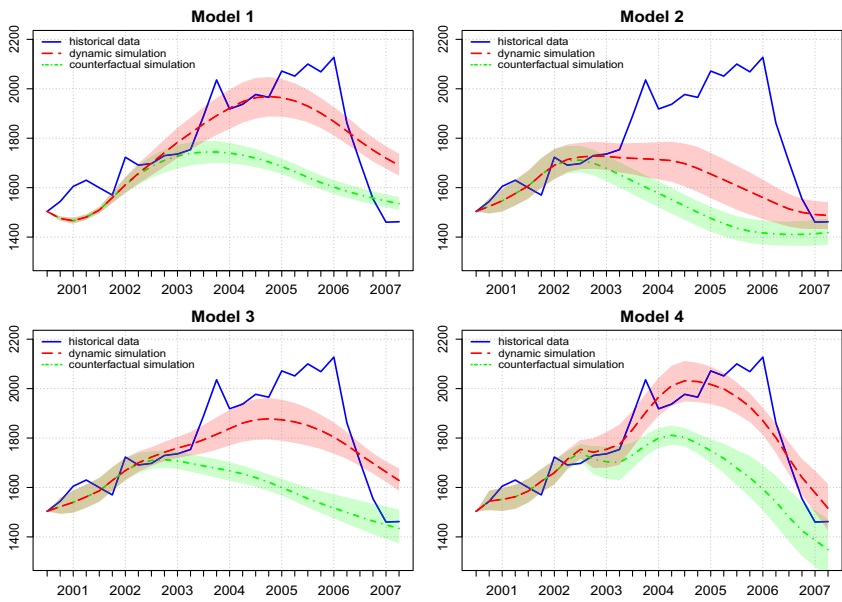 Model 1
2200
2000
1800
1600
1400
historical data
dynamic simulation
counterfactual simulation
2001 2002 2003 2004 2005 2006 2007
Model 2
2200
2000
1800
1600
1400
historical data
dynamic simulation
counterfactual simulation
2001 2002 2003 2004 2005 2006 2007
Model 3
2200
2000
1800
1600
1400
historical data
dynamic simulation
counterfactual simulation
2001 2002 2003 2004 2005 2006 2007
Model 4
2200
2000
1800
1600
1400
historical data
dynamic simulation
counterfactual simulation
2001 2002 2003 2004 2005 2006 2007